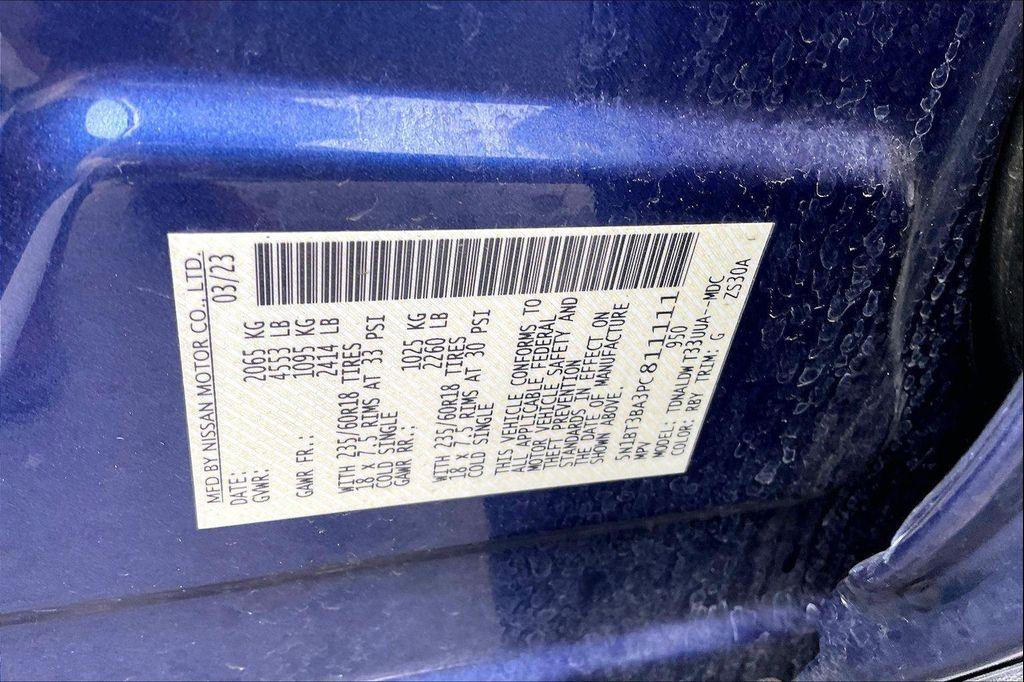 MFD BY NISSAN MOTOR CO., LTD.
DATE: 03/23
GVWR: 2065 KG
4553 LB
GAWR FR.: 1095 KG
2414 LB
WITH 235/60R18 TIRES
18 X 7.5 RIMS AT 33 PSI
COLD SINGLE
GAWR RR.: 1025 KG
2260 LB
WITH 235/60R18 TIRES
18 X 7.5 RIMS AT 30 PSI
COLD SINGLE
THIS VEHICLE CONFORMS TO
ALL APPLICABLE FEDERAL
MOTOR VEHICLE SAFETY AND
THEFT PREVENTION
STANDARDS IN EFFECT ON
THE DATE OF MANUFACTURE
SHOWN ABOVE.
5N1BT3BA3PC811111
MPV 950
MODEL: TONALDW T33UUA--MDC
COLOR: RBY TRIM: G ZS30A